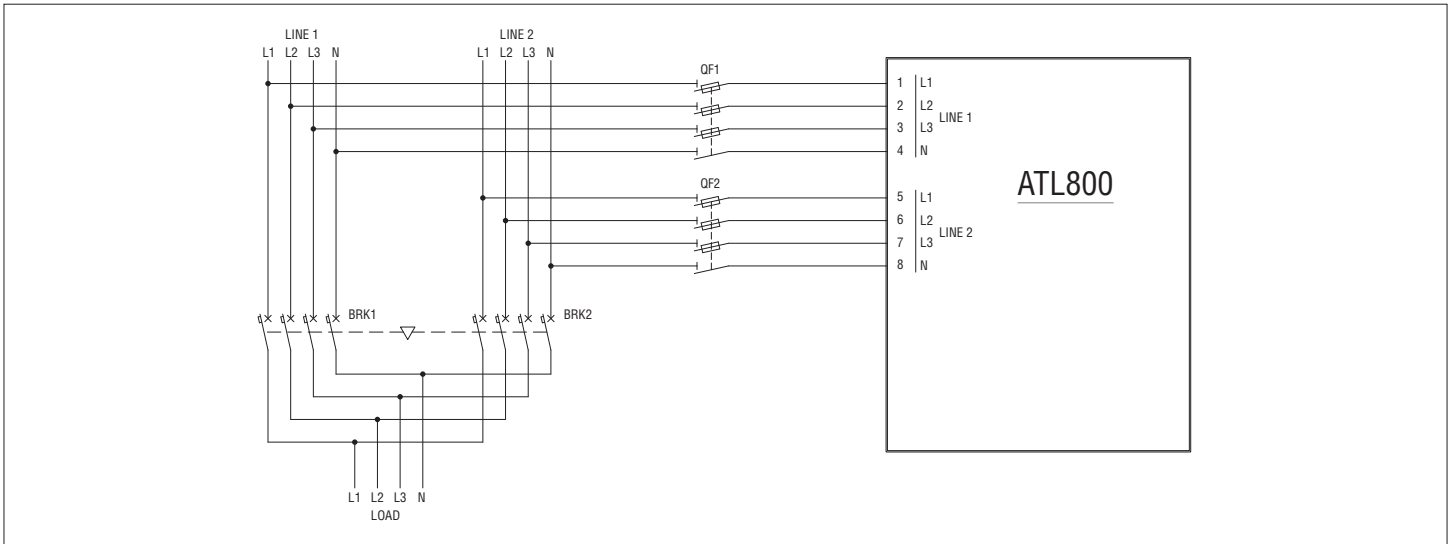 LINE 1
L1 L2 L3 N
LINE 2
L1 L2 L3 N
QF1
1 L1
2 L2
3 L3
4 N
LINE 1
QF2
5 L1
6 L2
7 L3
8 N
LINE 2
ATL800
BRK1
BRK2
L1 L2 L3 N
LOAD